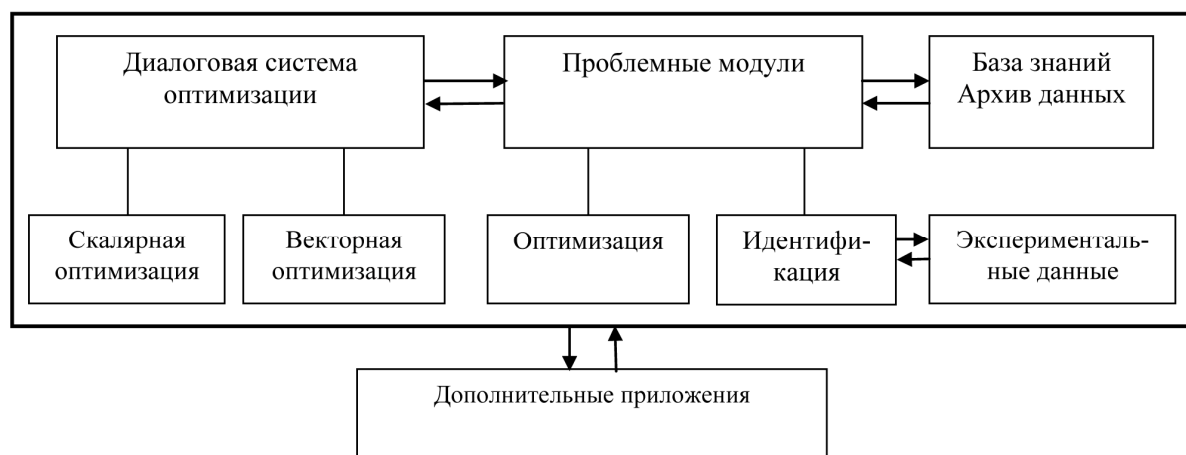 Диалоговая система
оптимизации
Проблемные модули
База знаний
Архив данных
Скалярная
оптимизация
Векторная
оптимизация
Оптимизация
Идентифи-
кация
Эксперименталь-
ные данные
Дополнительные приложения